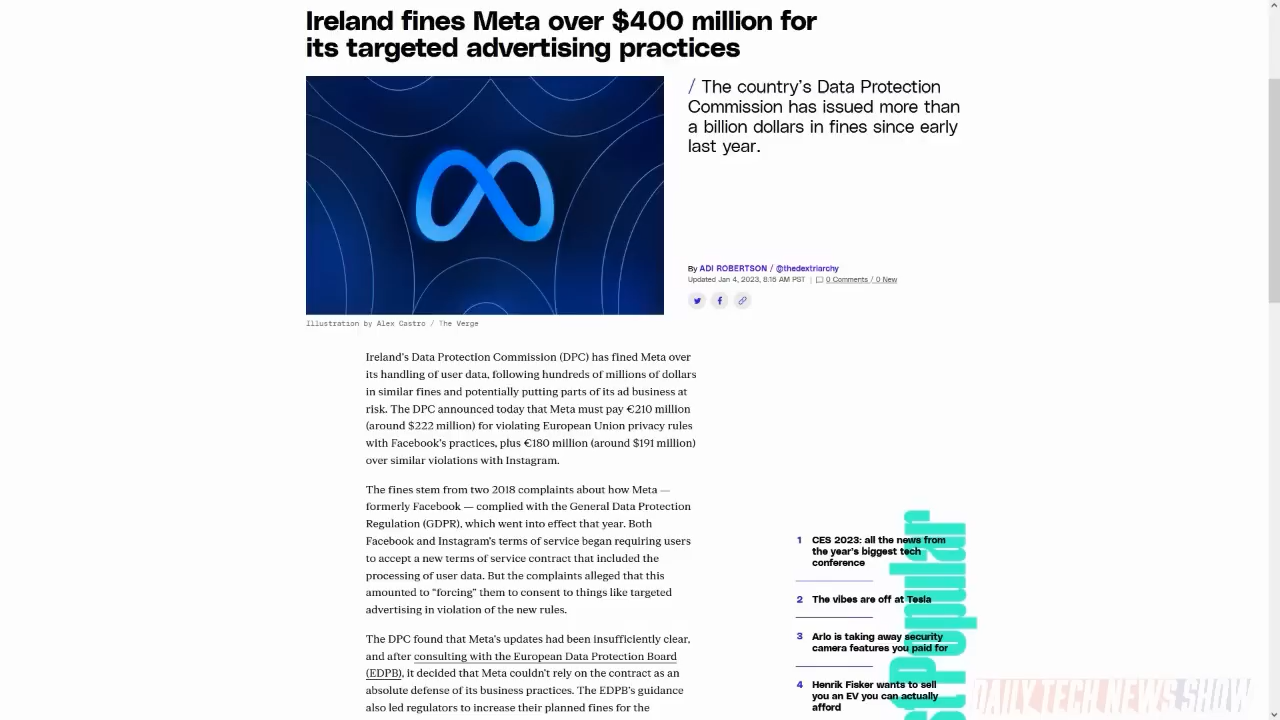 Ireland fines Meta over $400 million for
its targeted advertising practices
/ The country's Data Protection
Commission has issued more than
a billion dollars in fines since early
last year.
By ADI ROBERTSON / @thedextriarchy
Updated Jan 4, 2023, 8:15 AM PST | 0 Comments / 0 New
Illustration by Alex Castro / The Verge
Ireland's Data Protection Commission (DPC) has fined Meta over
its handling of user data, following hundreds of millions of dollars
in similar fines and potentially putting parts of its ad business at
risk. The DPC announced today that Meta must pay €210 million
(around $222 million) for violating European Union privacy rules
with Facebook's practices, plus €180 million (around $191 million)
over similar violations with Instagram.
The fines stem from two 2018 complaints about how Meta —
formerly Facebook — complied with the General Data Protection
Regulation (GDPR), which went into effect that year. Both
Facebook and Instagram's terms of service began requiring users
to accept a new terms of service contract that included the
processing of user data. But the complaints alleged that this
amounted to “forcing” them to consent to things like targeted
advertising in violation of the new rules.
The DPC found that Meta's updates had been insufficiently clear,
and after consulting with the European Data Protection Board
(EDPB), it decided that Meta couldn't rely on the contract as an
absolute defense of its business practices. The EDPB's guidance
also led regulators to increase their planned fines for the
1 CES 2023: all the news from
the year's biggest tech
conference
2 The vibes are off at Tesla
3 Arlo is taking away security
camera features you paid for
4 Henrik Fisker wants to sell
you an EV you can actually
afford
Popular
DAILY TECH NEWS SHOW